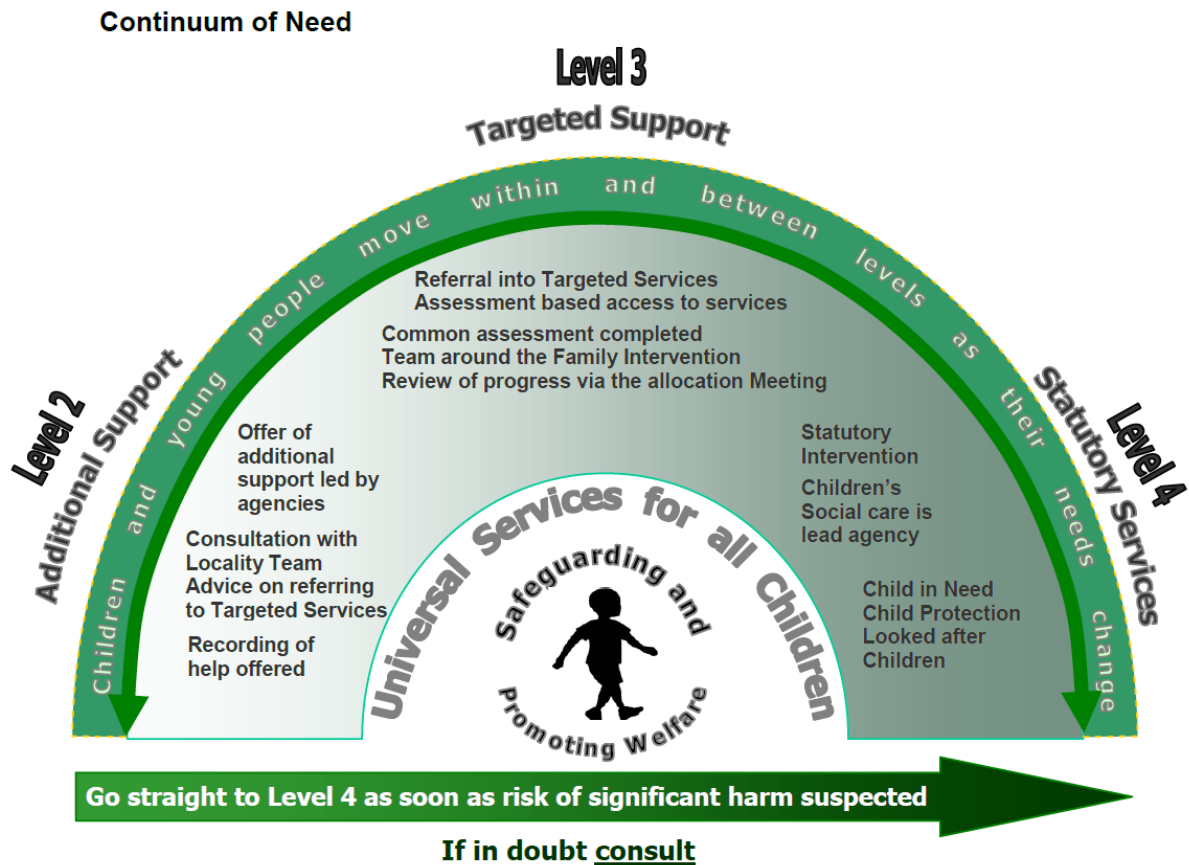 Continuum of Need
Level 3
Targeted Support
Children and young people move within and between levels as their needs change
Referral into Targeted Services
Assessment based access to services
Common assessment completed
Team around the Family Intervention
Review of progress via the allocation Meeting
Level 2
Additional Support
Offer of
additional
support led by
agencies
Consultation with
Locality Team
Advice on referring
to Targeted Services
Recording of
help offered
Level 4
Statutory Services
Statutory
Intervention
Children's
Social care is
lead agency
Child in Need
Child Protection
Looked after
Children
Universal Services for all Children
Safeguarding and
Promoting Welfare
Go straight to Level 4 as soon as risk of significant harm suspected
If in doubt consult